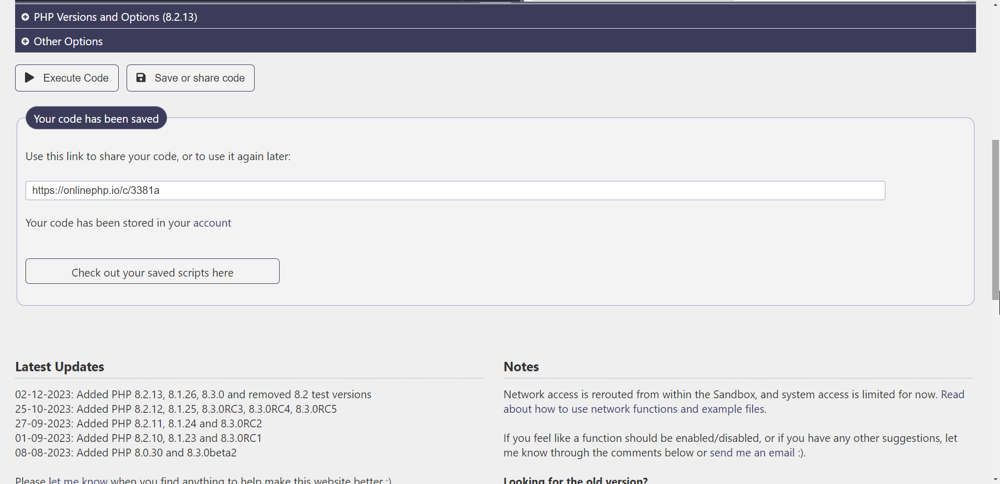 PHP Versions and Options (8.2.13)
Other Options
Execute Code
Save or share code
Your code has been saved
Use this link to share your code, or to use it again later:
https://onlinephp.io/c/3381a
Your code has been stored in your account
Check out your saved scripts here
Latest Updates
02-12-2023: Added PHP 8.2.13, 8.1.26, 8.3.0 and removed 8.2 test versions
25-10-2023: Added PHP 8.2.12, 8.1.25, 8.3.0RC3, 8.3.0RC4, 8.3.0RC5
27-09-2023: Added PHP 8.2.11, 8.1.24 and 8.3.0RC2
01-09-2023: Added PHP 8.2.10, 8.1.23 and 8.3.0RC1
08-08-2023: Added PHP 8.0.30 and 8.3.0beta2
Please let me know when you find anything to help make this website better :)
Notes
Network access is rerouted from within the Sandbox, and system access is limited for now. Read
about how to use network functions and example files.
If you feel like a function should be enabled/disabled, or if you have any other suggestions, let
me know through the comments below or send me an email :).
Looking for the old version?